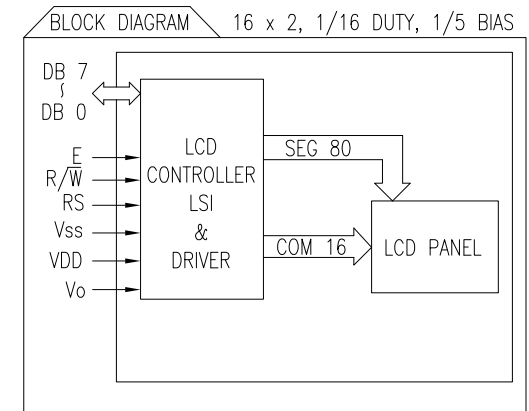 BLOCK DIAGRAM 16 x 2, 1/16 DUTY, 1/5 BIAS
DB 7
~
DB 0
E
R/W̅
RS
Vss
VDD
Vo
LCD
CONTROLLER
LSI
&
DRIVER
SEG 80
COM 16
LCD PANEL